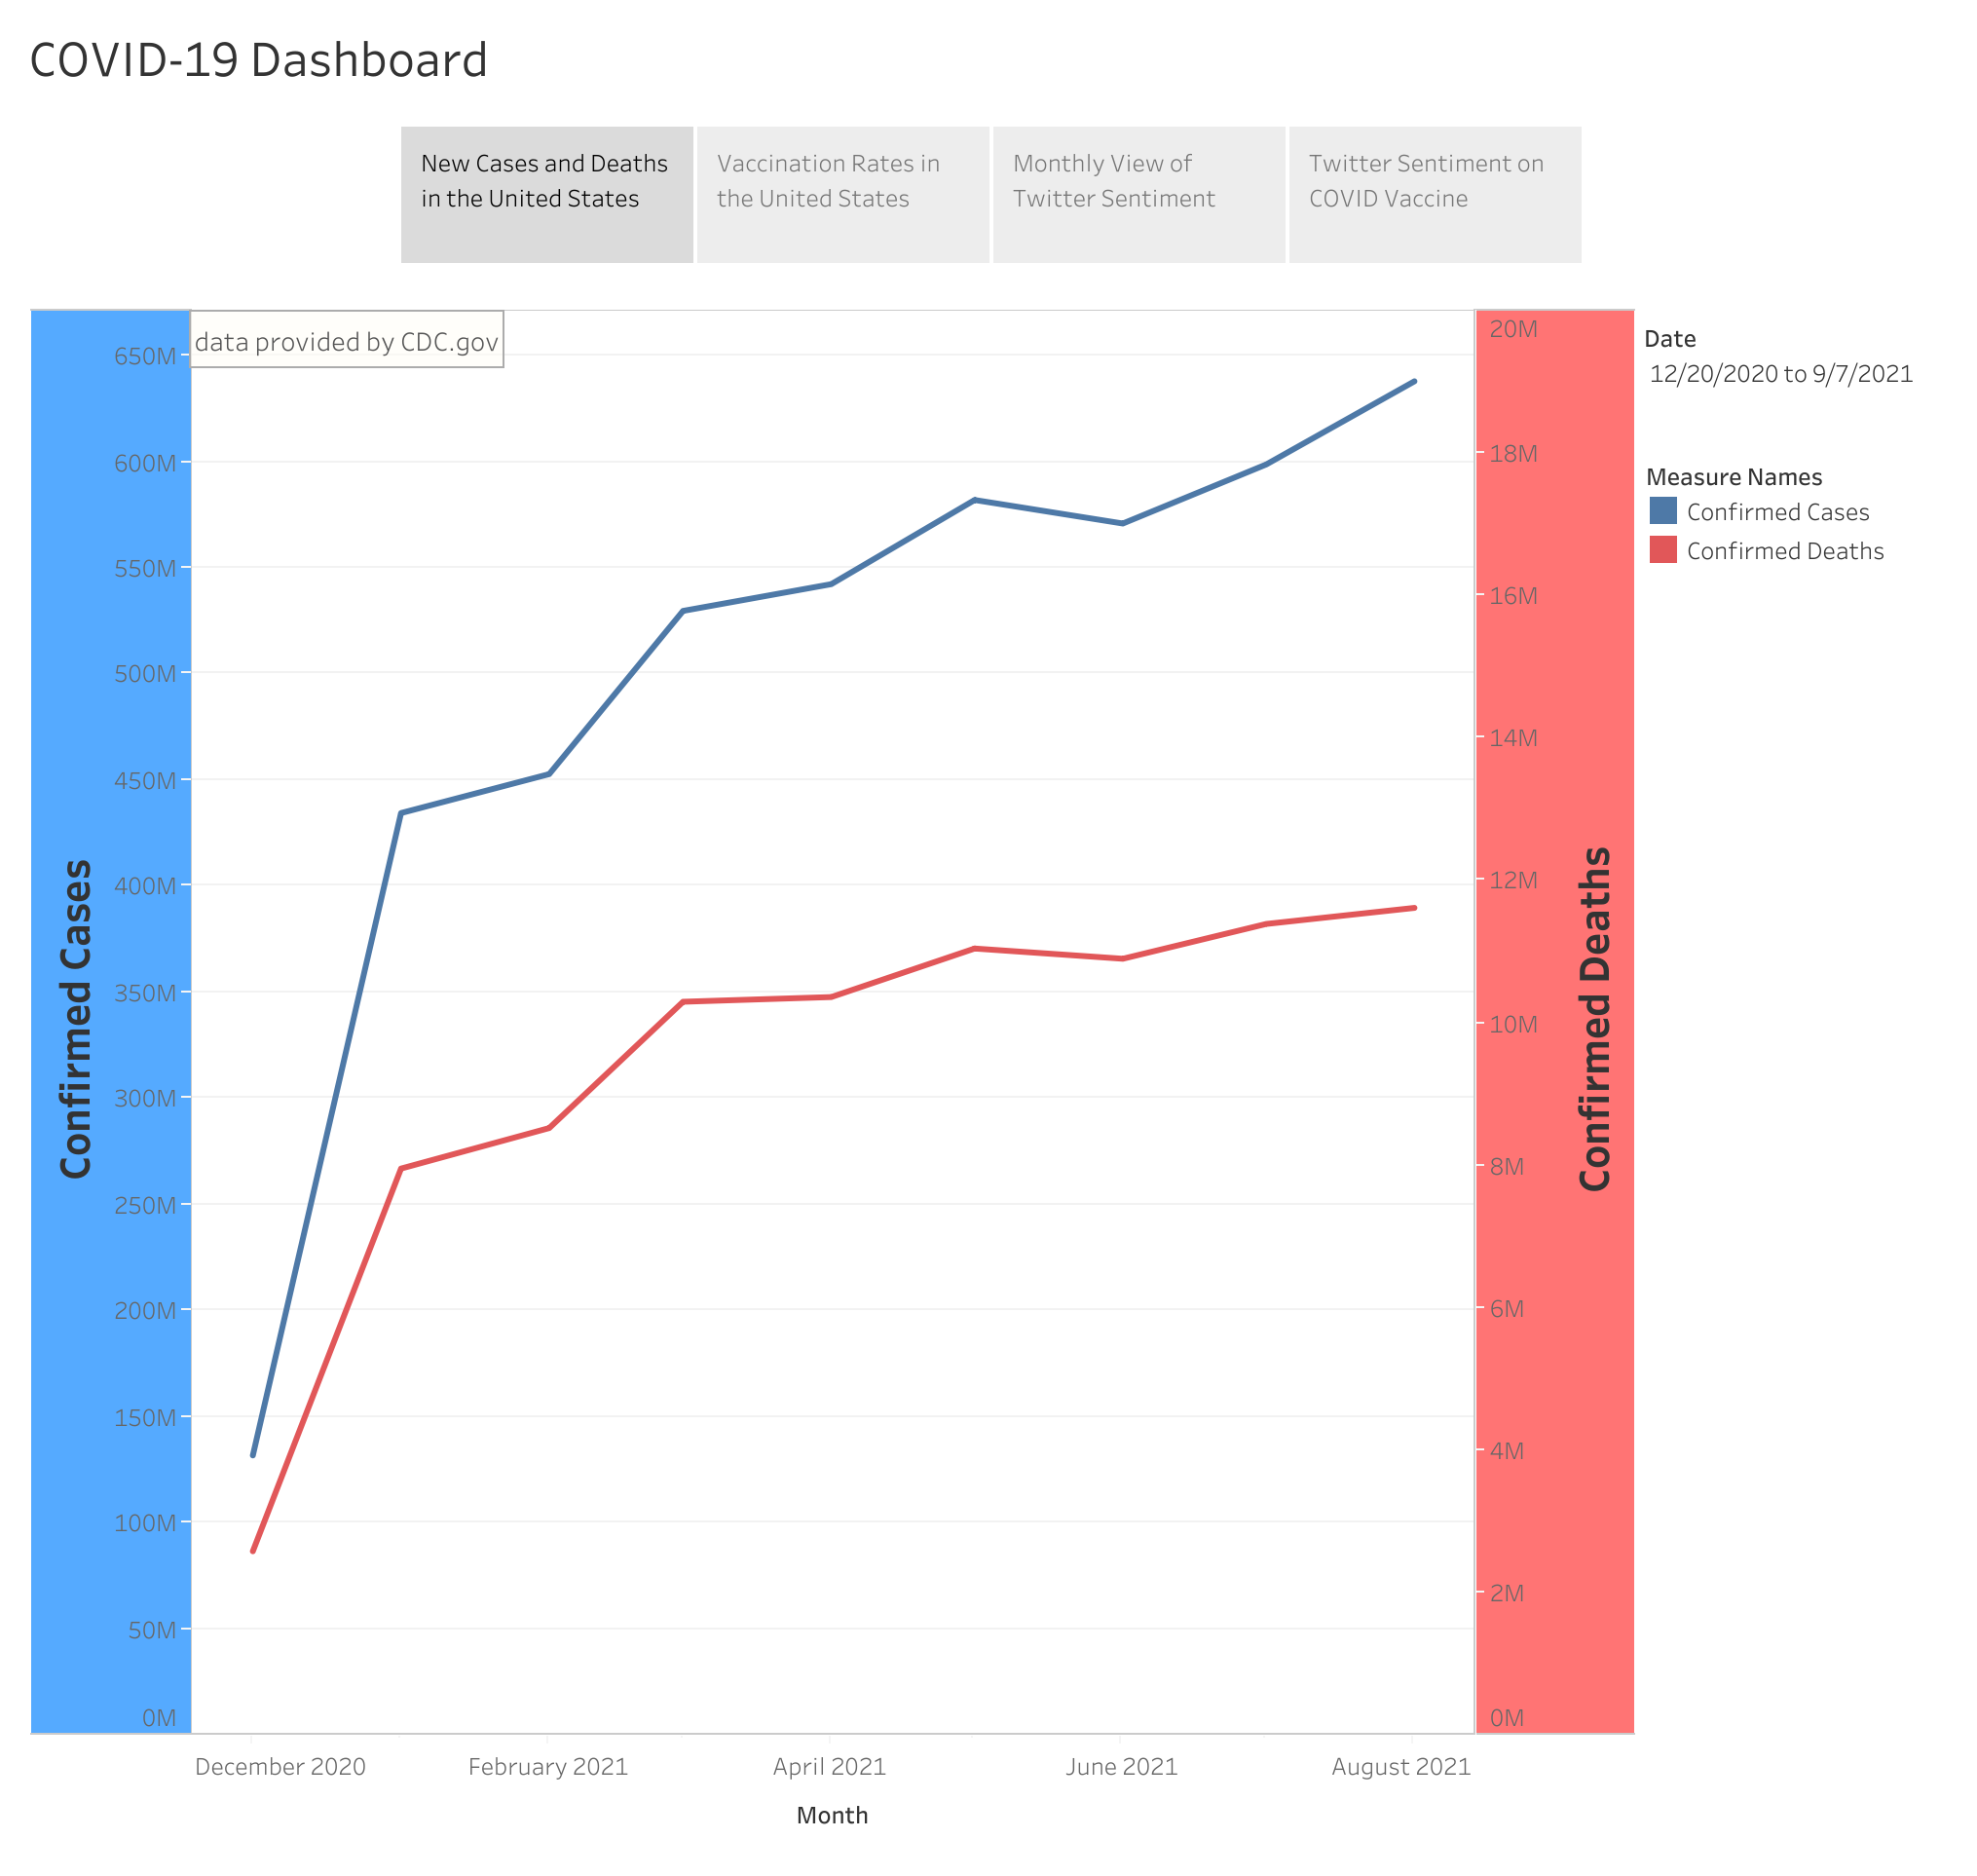 COVID-19 Dashboard
New Cases and Deaths
in the United States
Vaccination Rates in
the United States
Monthly View of
Twitter Sentiment
Twitter Sentiment on
COVID Vaccine
data provided by CDC.gov
Confirmed Cases
650M
600M
550M
500M
450M
400M
350M
300M
250M
200M
150M
100M
50M
0M
20M
18M
16M
14M
12M
10M
8M
6M
4M
2M
0M
Confirmed Deaths
December 2020
February 2021
April 2021
June 2021
August 2021
Month
Date
12/20/2020 to 9/7/2021
Measure Names
Confirmed Cases
Confirmed Deaths